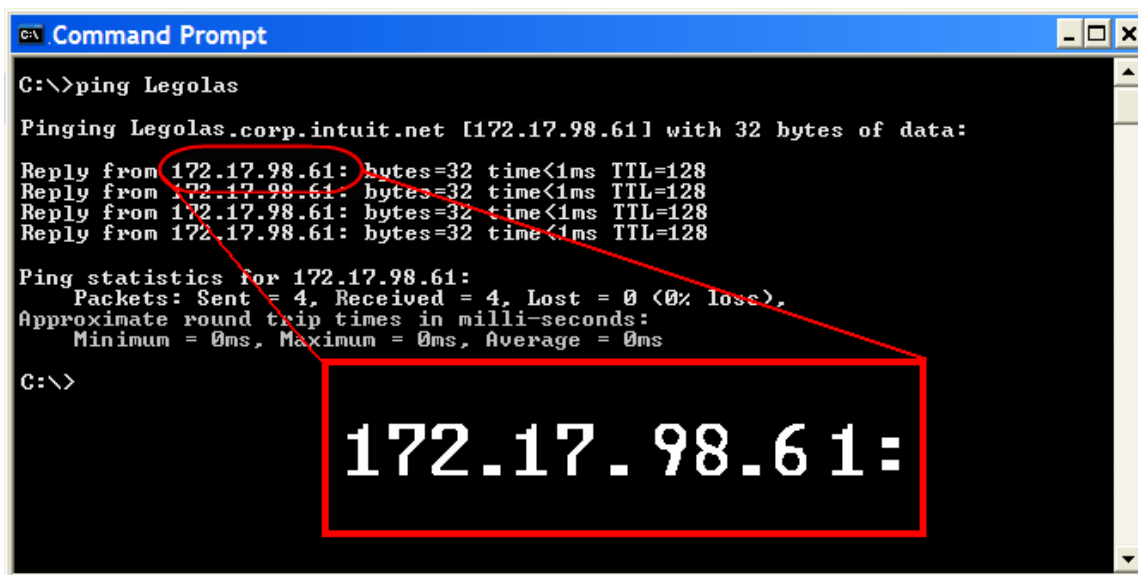 Command Prompt
C:\>ping Legolas
Pinging Legolas.corp.intuit.net [172.17.98.61] with 32 bytes of data:
Reply from 172.17.98.61: bytes=32 time<1ms TTL=128
Reply from 172.17.98.61: bytes=32 time<1ms TTL=128
Reply from 172.17.98.61: bytes=32 time<1ms TTL=128
Reply from 172.17.98.61: bytes=32 time<1ms TTL=128
Ping statistics for 172.17.98.61:
Packets: Sent = 4, Received = 4, Lost = 0 (0% loss),
Approximate round trip times in milli-seconds:
Minimum = 0ms, Maximum = 0ms, Average = 0ms
C:\>
172.17.98.61: